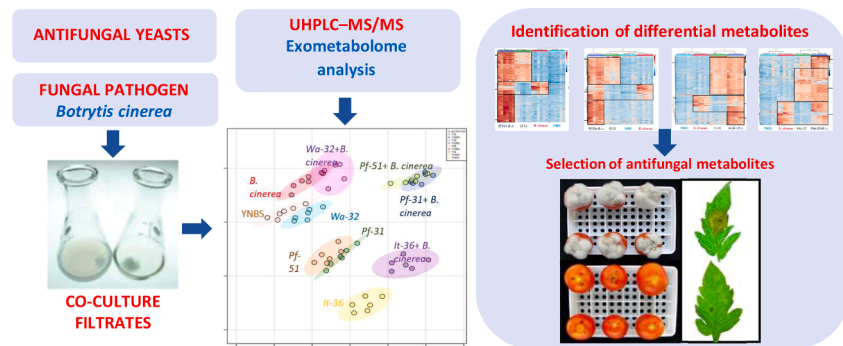 ANTIFUNGAL YEASTS
FUNGAL PATHOGEN
Botrytis cinerea
CO-CULTURE
FILTRATES
UHPLC–MS/MS
Exometabolome
analysis
Wa-32+B.
cinerea
Pf-51+ B. cinerea
B.
cinerea
Pf-31+ B.
cinerea
YNBS
Wa-32
Pf-31
Pf-
51
It-36+ B.
cinerea
It-36
Identification of differential metabolites
Selection of antifungal metabolites